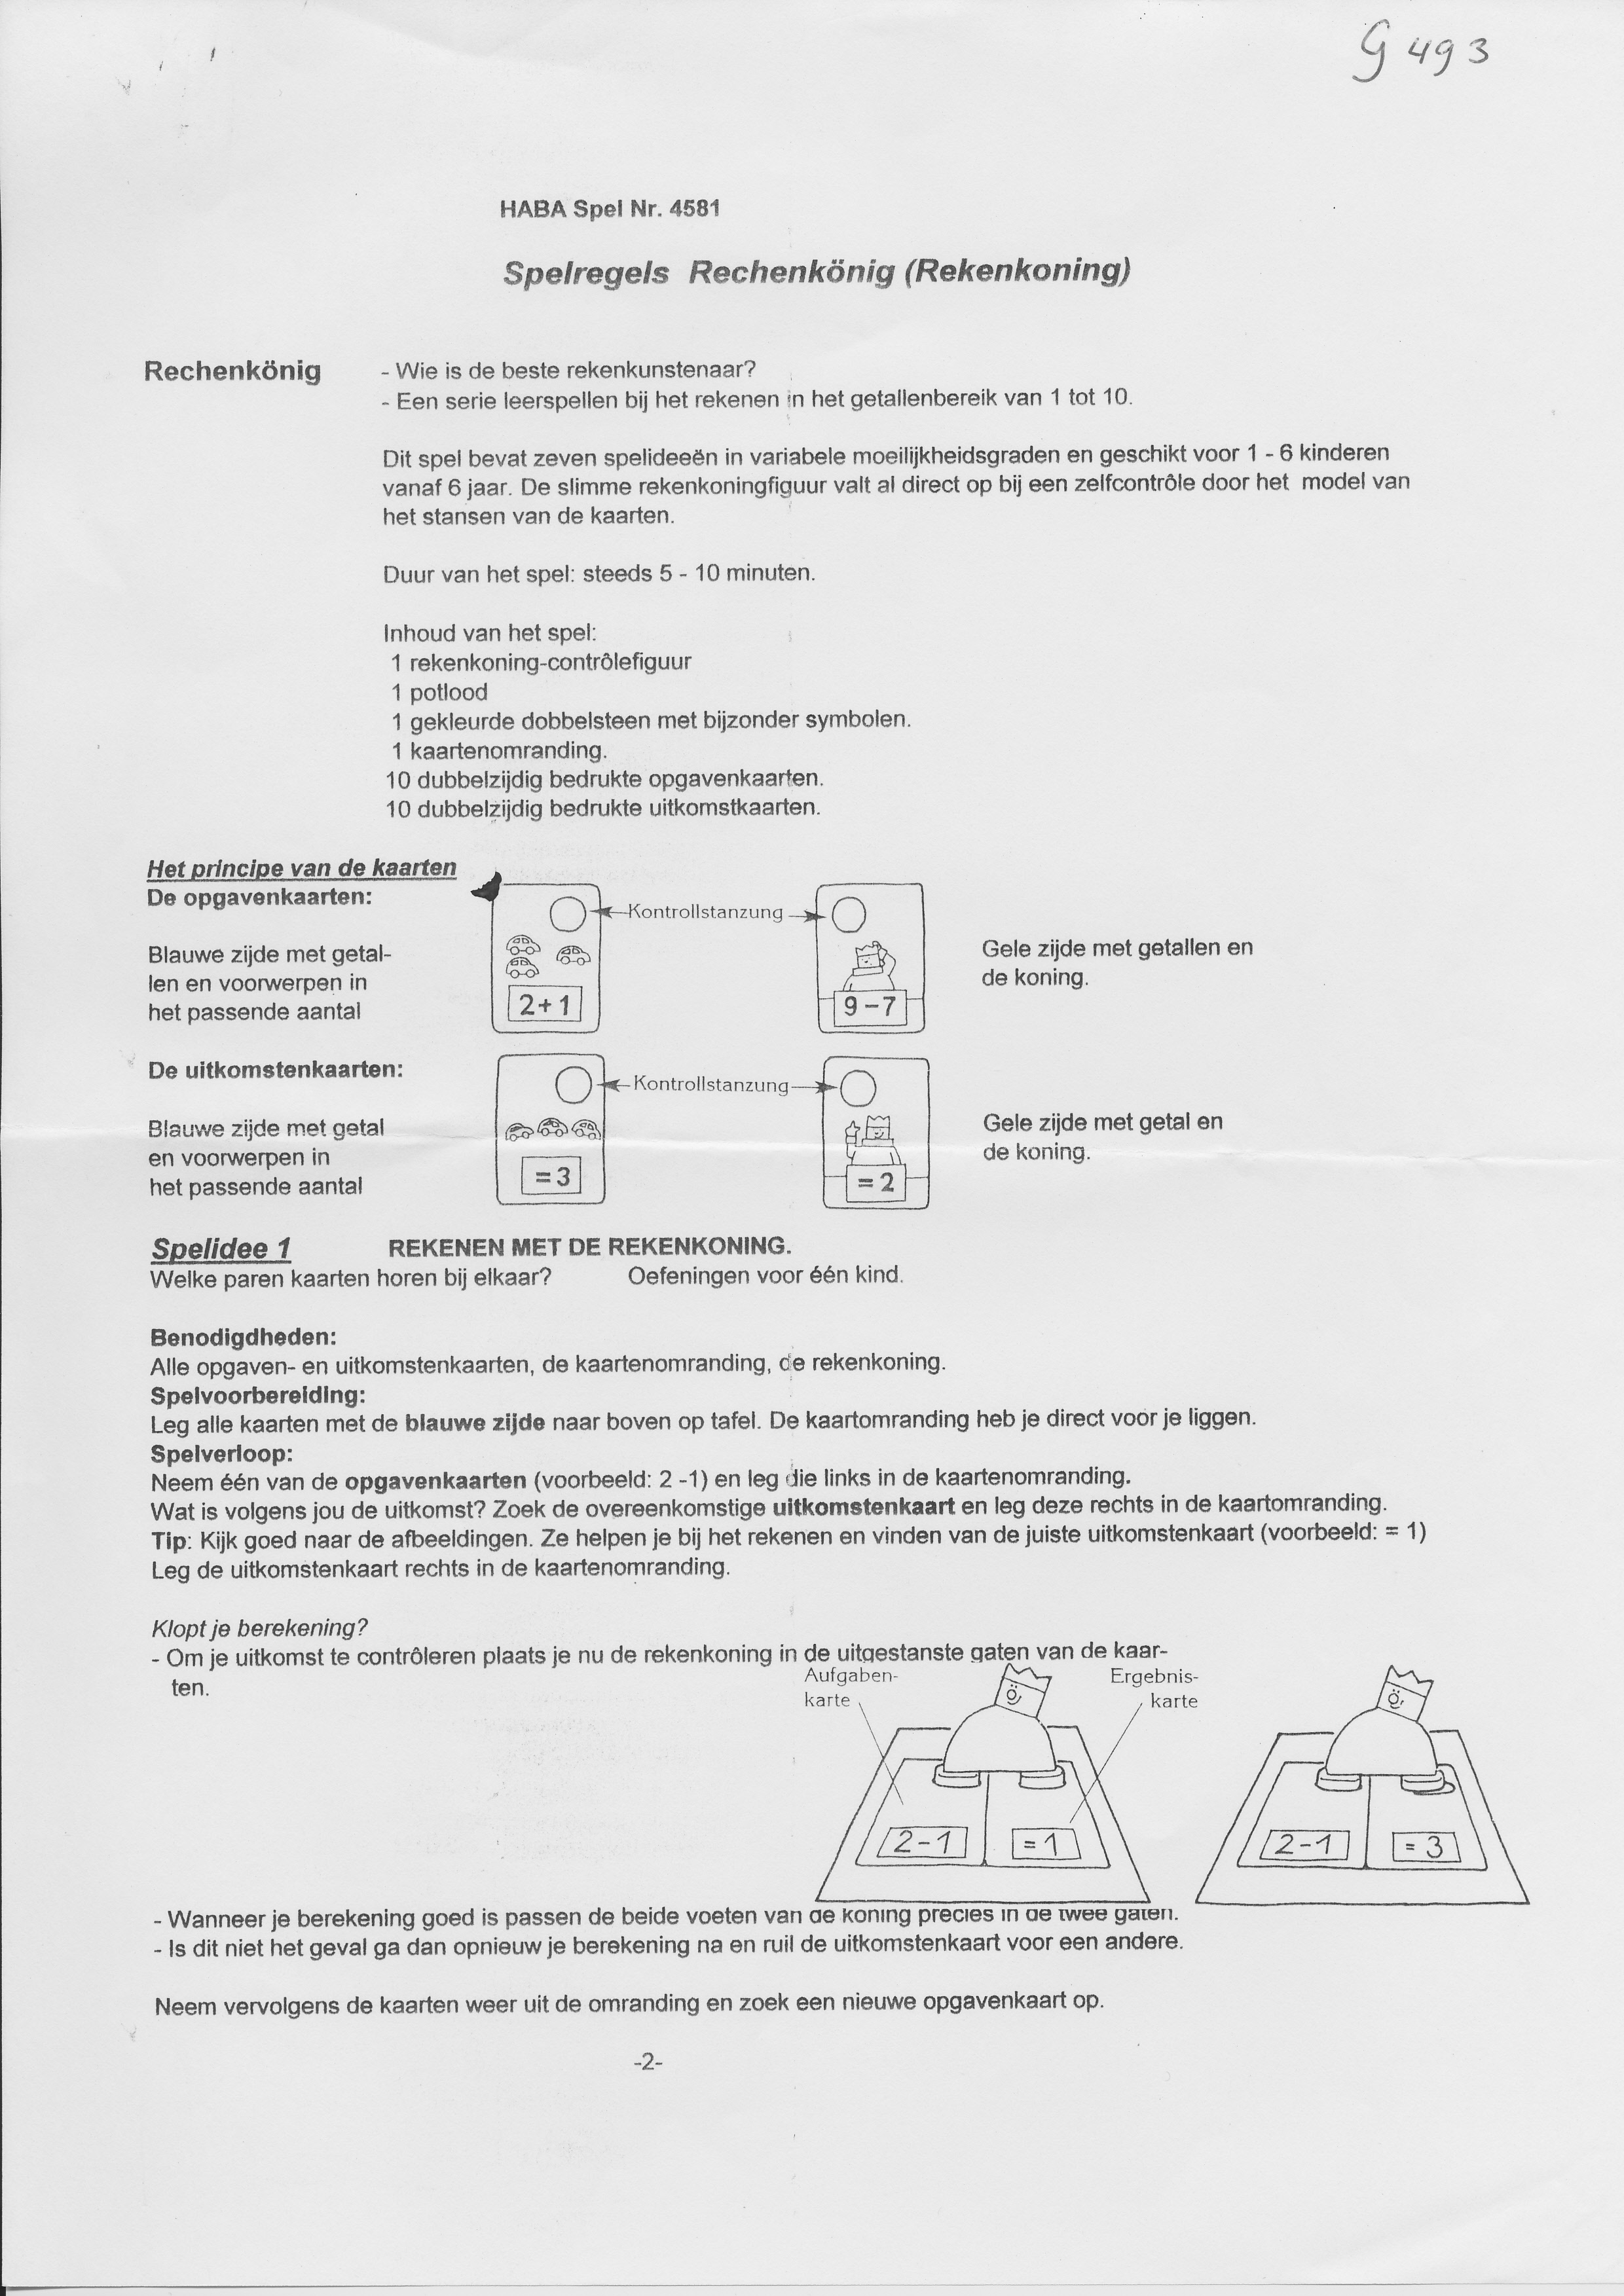 G 493
HABA Spel Nr. 4581
Spelregels Rechenkönig (Rekenkoning)
Rechenkönig
- Wie is de beste rekenkunstenaar?
- Een serie leerspellen bij het rekenen in het getallenbereik van 1 tot 10.
Dit spel bevat zeven spelideeën in variabele moeilijkheidsgraden en geschikt voor 1 - 6 kinderen
vanaf 6 jaar. De slimme rekenkoningfiguur valt al direct op bij een zelfcontrôle door het model van
het stansen van de kaarten.
Duur van het spel: steeds 5 - 10 minuten.
Inhoud van het spel:
1 rekenkoning-contrôlefiguur
1 potlood
1 gekleurde dobbelsteen met bijzonder symbolen.
1 kaartenomranding.
10 dubbelzijdig bedrukte opgavenkaarten.
10 dubbelzijdig bedrukte uitkomstkaarten.
Het principe van de kaarten
De opgavenkaarten:
Blauwe zijde met getal-
len en voorwerpen in
het passende aantal
Kontrollstanzung
2+1
9-7
Gele zijde met getallen en
de koning.
De uitkomstenkaarten:
Blauwe zijde met getal
en voorwerpen in
het passende aantal
Kontrollstanzung
=3
=2
Gele zijde met getal en
de koning.
Spelidee 1 REKENEN MET DE REKENKONING.
Welke paren kaarten horen bij elkaar? Oefeningen voor één kind.
Benodigdheden:
Alle opgaven- en uitkomstenkaarten, de kaartenomranding, de rekenkoning.
Spelvoorbereiding:
Leg alle kaarten met de blauwe zijde naar boven op tafel. De kaartomranding heb je direct voor je liggen.
Spelverloop:
Neem één van de opgavenkaarten (voorbeeld: 2 -1) en leg die links in de kaartenomranding.
Wat is volgens jou de uitkomst? Zoek de overeenkomstige uitkomstenkaart en leg deze rechts in de kaartomranding.
Tip: Kijk goed naar de afbeeldingen. Ze helpen je bij het rekenen en vinden van de juiste uitkomstenkaart (voorbeeld: = 1)
Leg de uitkomstenkaart rechts in de kaartenomranding.
Klopt je berekening?
- Om je uitkomst te contrôleren plaats je nu de rekenkoning in de uitgestanste gaten van de kaar-
ten.
Aufgaben-
karte
Ergebnis-
karte
2-1
=1
2-1
=3
- Wanneer je berekening goed is passen de beide voeten van de koning precies in de twee gaten.
- Is dit niet het geval ga dan opnieuw je berekening na en ruil de uitkomstenkaart voor een andere.
Neem vervolgens de kaarten weer uit de omranding en zoek een nieuwe opgavenkaart op.
-2-